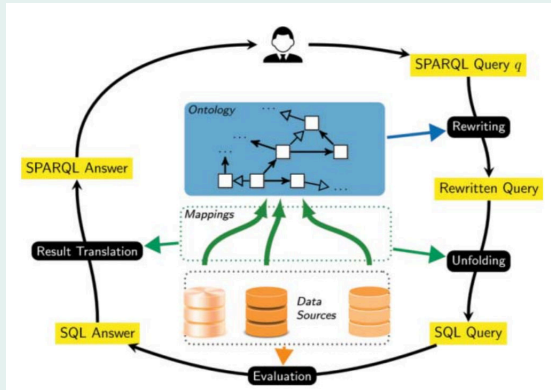 SPARQL Query q
Ontology
Rewriting
SPARQL Answer
Rewritten Query
Mappings
Result Translation
Unfolding
Data
Sources
SQL Answer
SQL Query
Evaluation